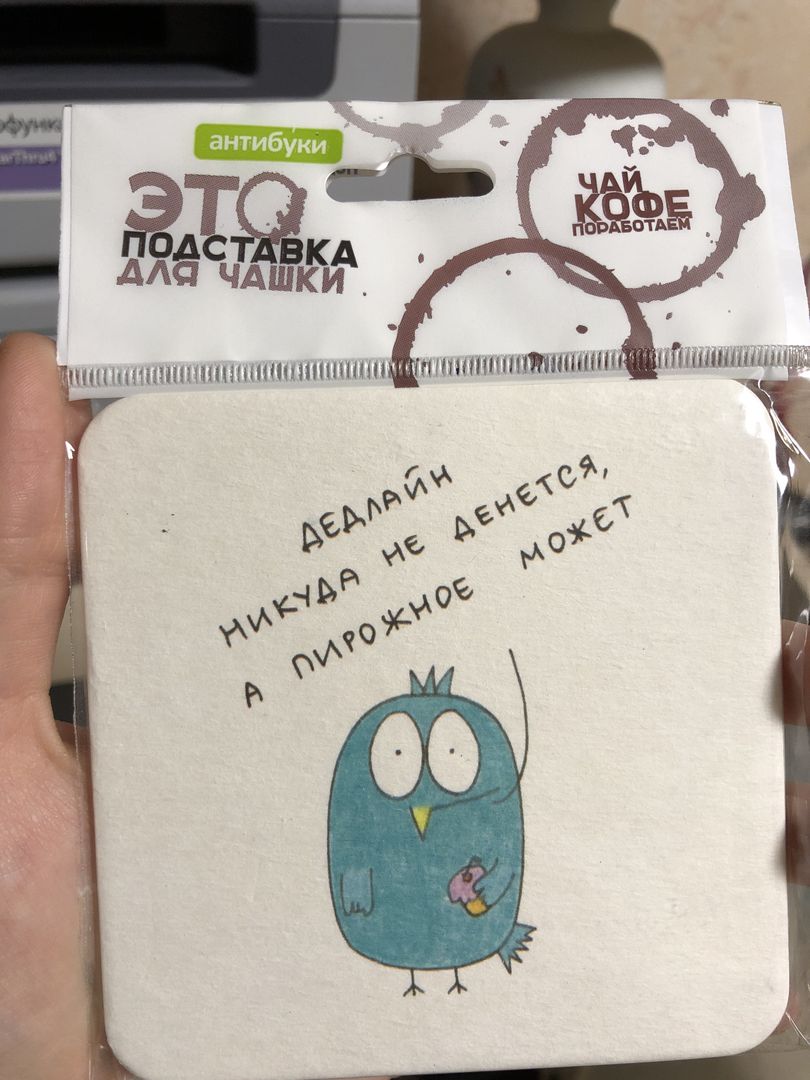 антибуки
ЭТО
ПОДСТАВКА
ДЛЯ ЧАШКИ
ЧАЙ
КОФЕ
ПОРАБОТАЕМ
ДЕДЛАЙН
НИКУДА НЕ ДЕНЕТСЯ,
А ПИРОЖНОЕ МОЖЕТ